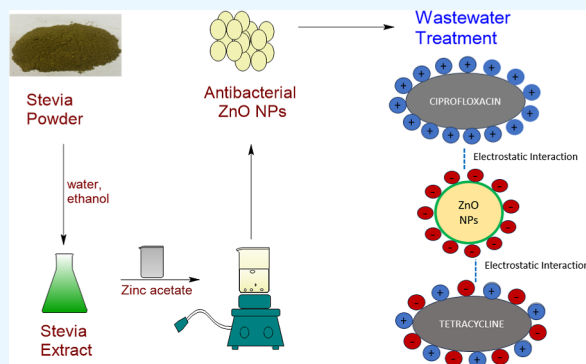 Stevia
Powder
water,
ethanol
Stevia
Extract
Zinc acetate
Antibacterial
ZnO NPs
Wastewater
Treatment
CIPROFLOXACIN
Electrostatic Interaction
ZnO
NPs
Electrostatic Interaction
TETRACYCLINE